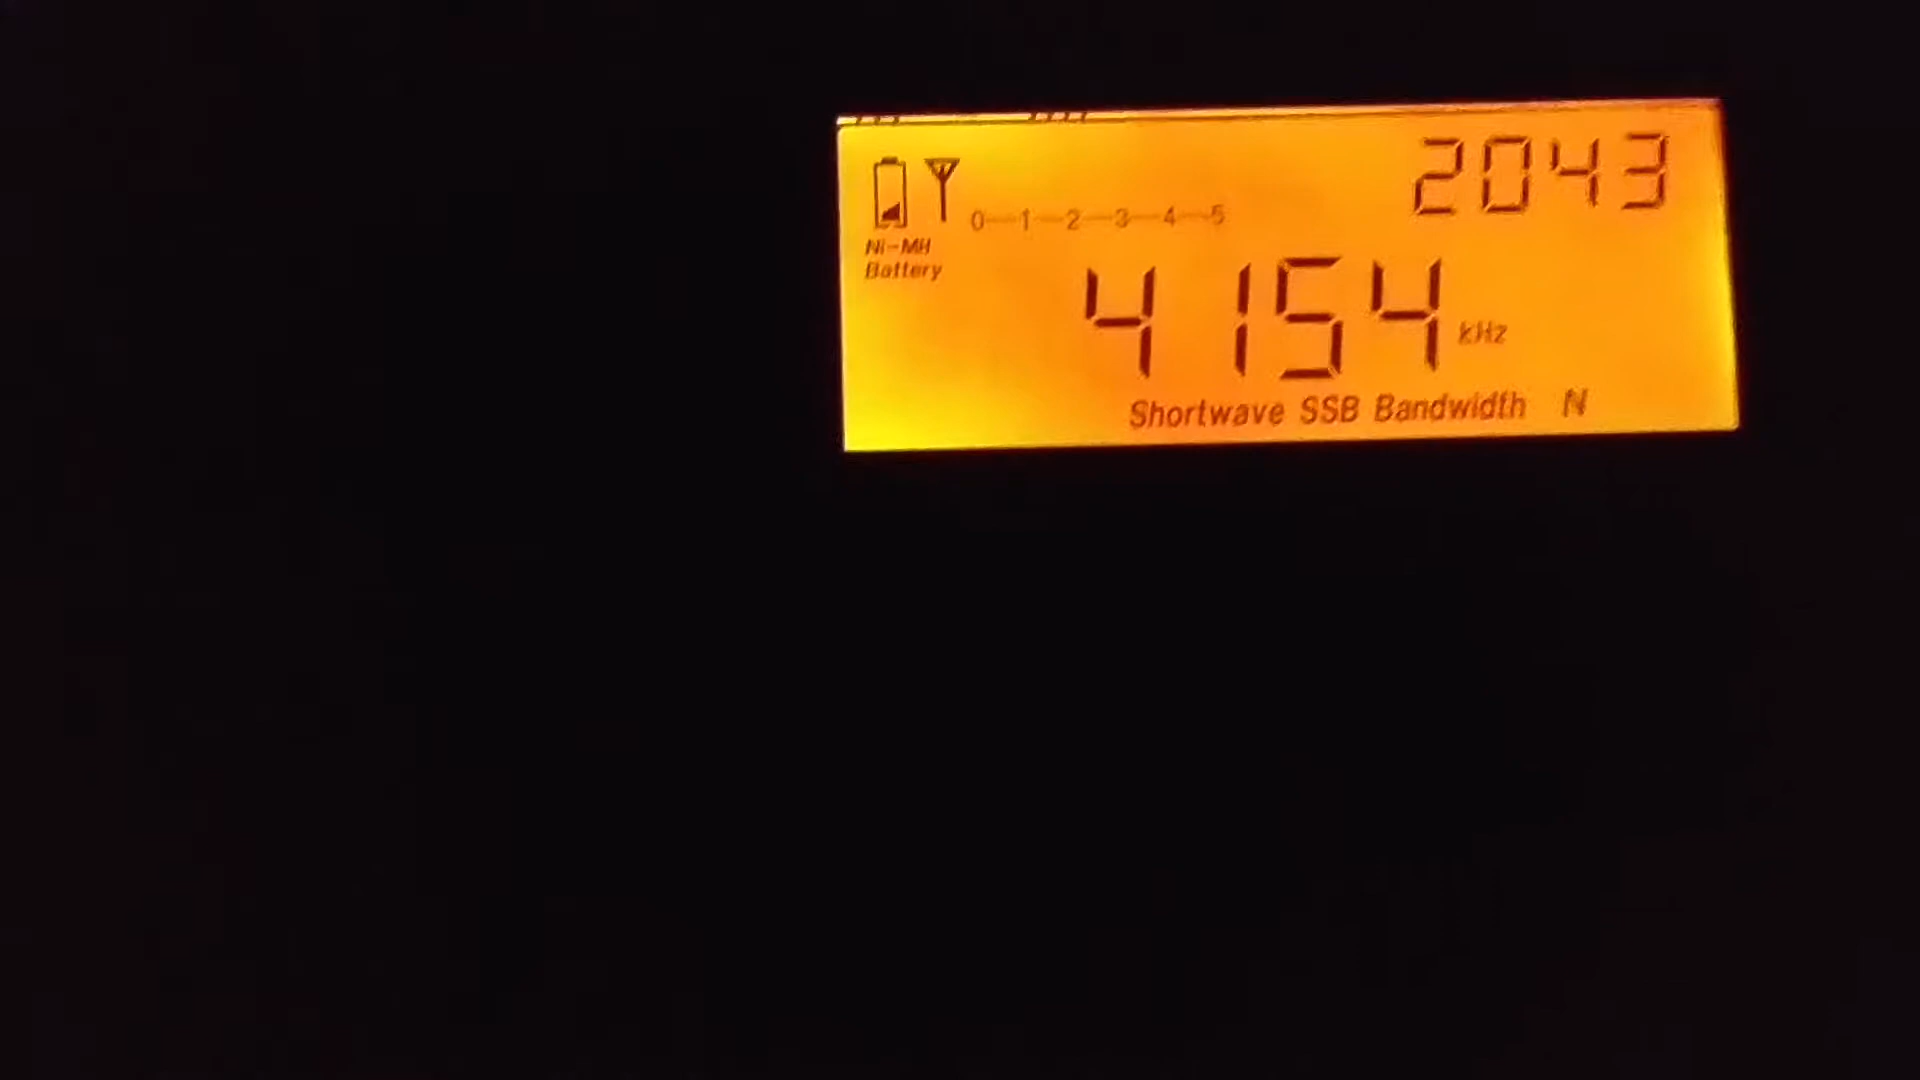 2043
0—1—2—3—4—5
Ni-MH
Battery
4154 kHz
Shortwave SSB Bandwidth N